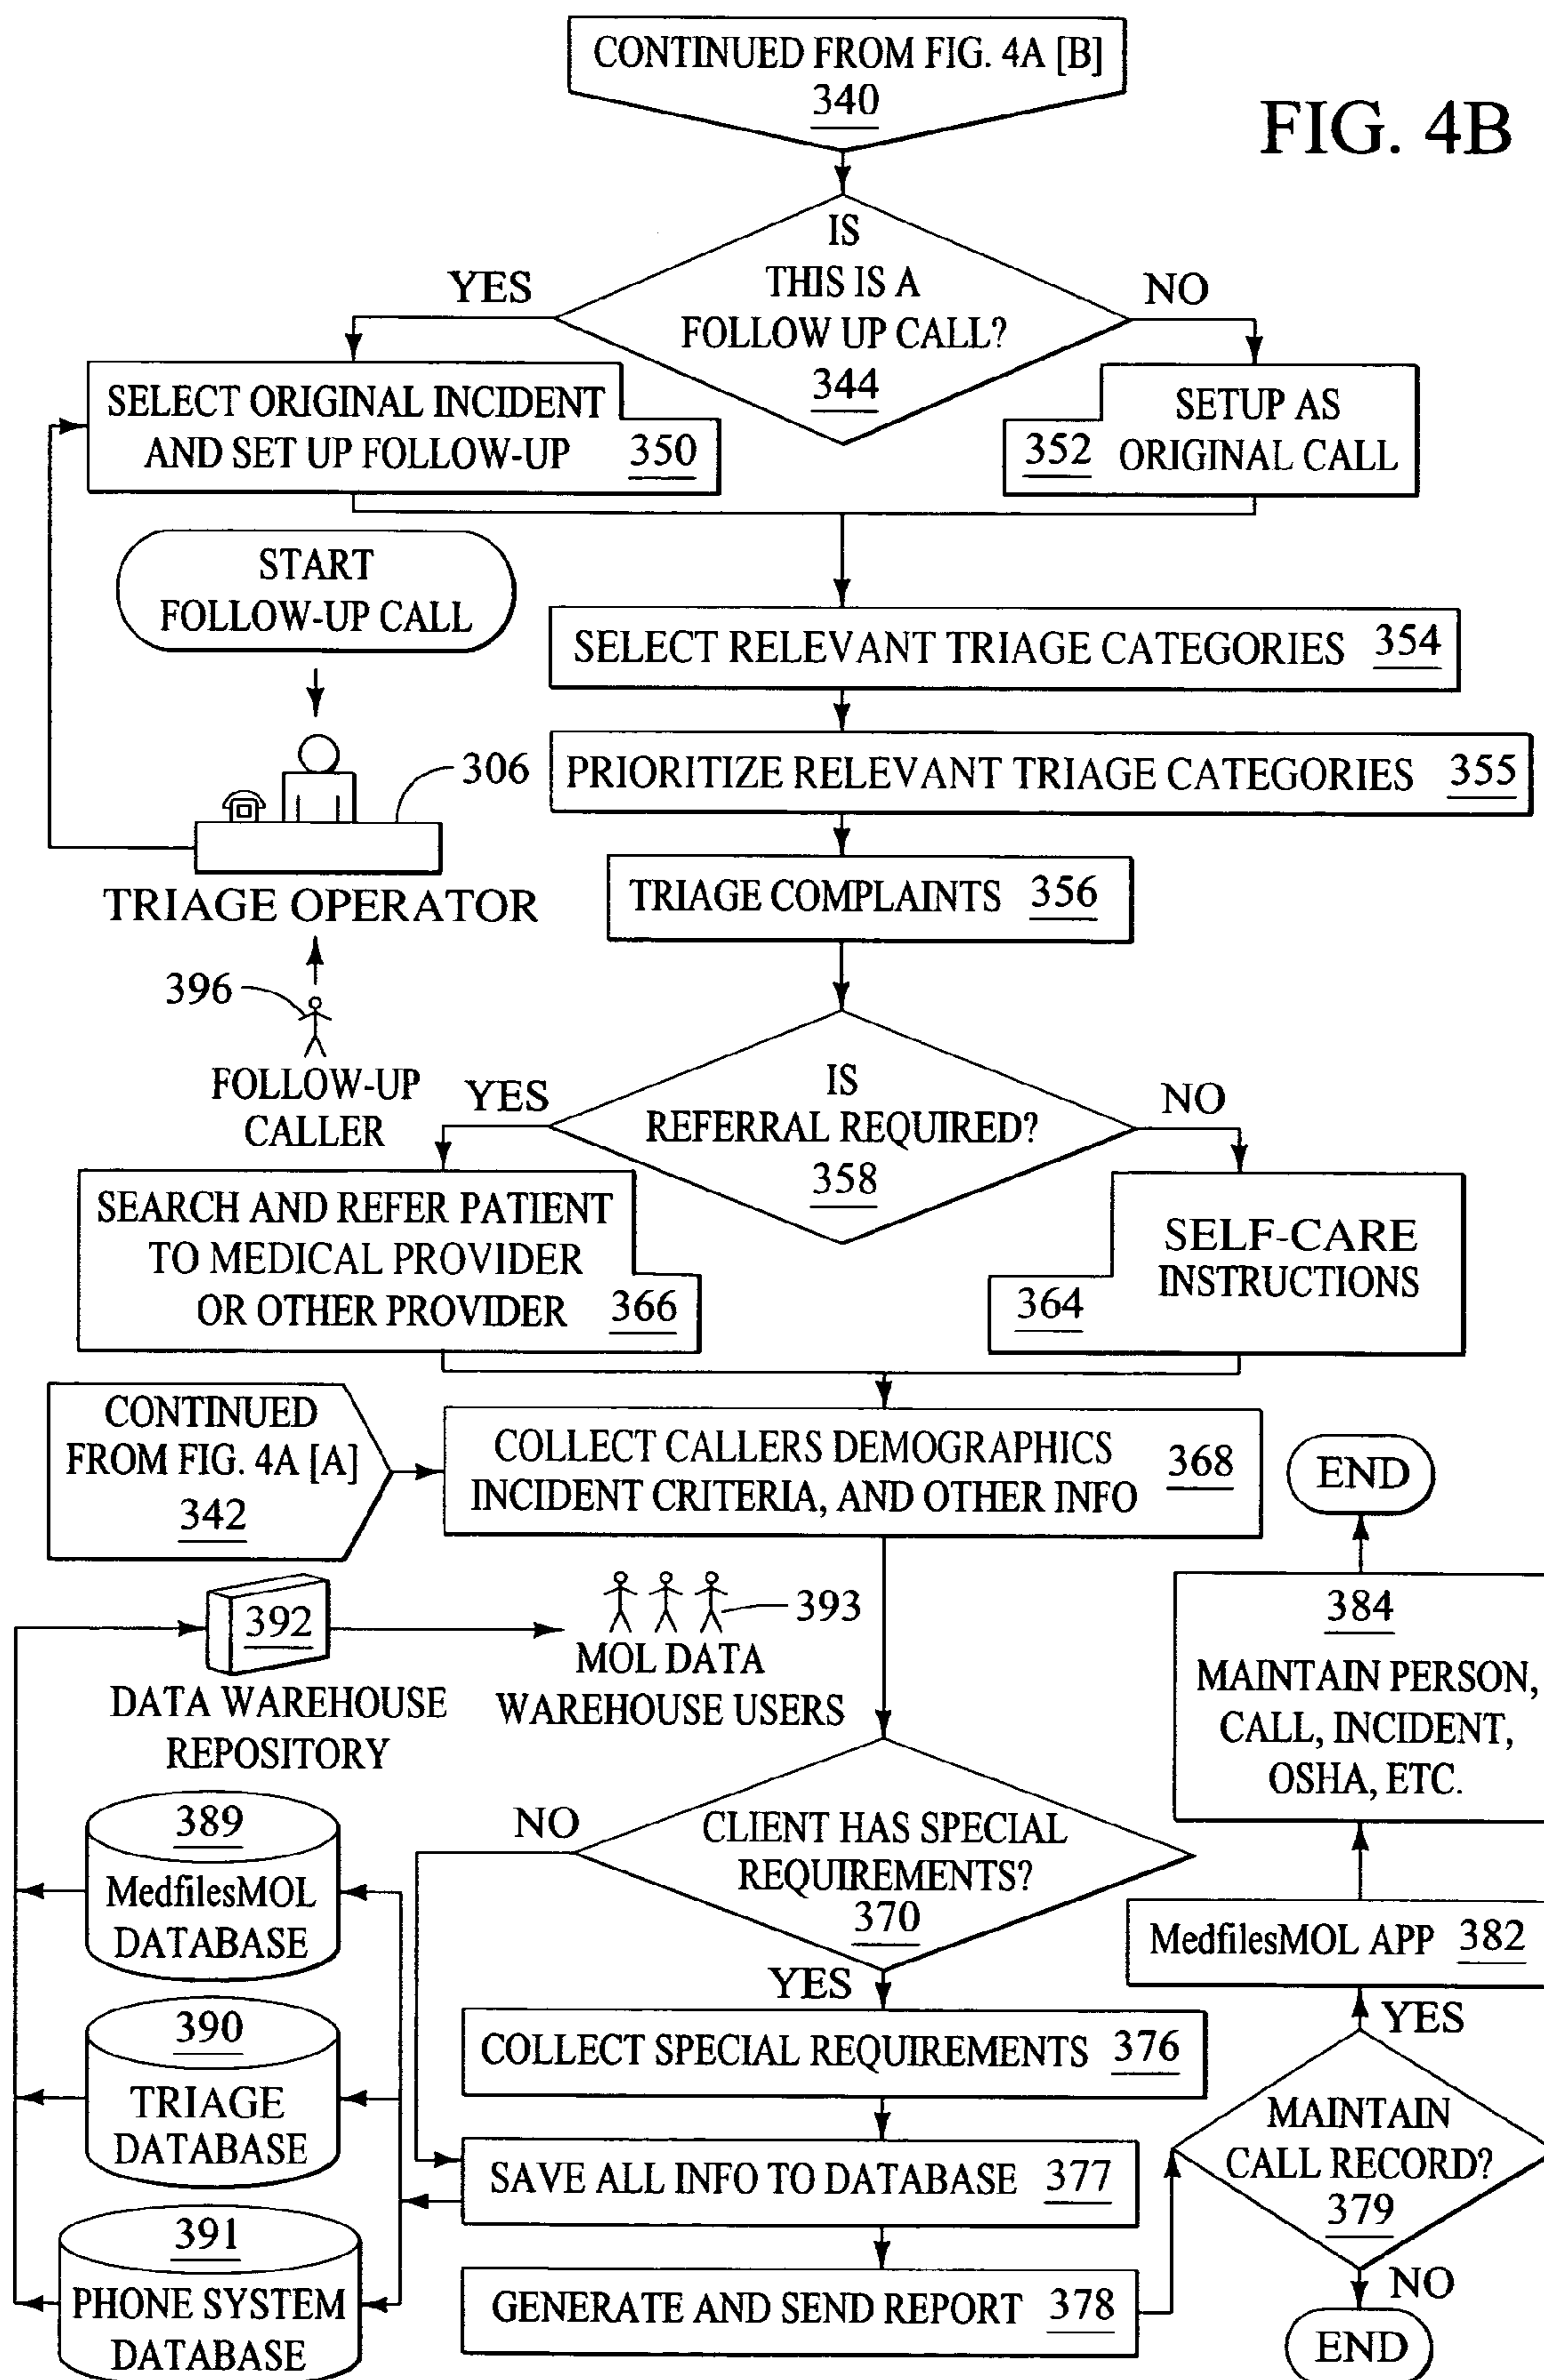 CONTINUED FROM FIG. 4A [B]
340
FIG. 4B
IS
THIS IS A
FOLLOW UP CALL?
344
YES
NO
SELECT ORIGINAL INCIDENT
AND SET UP FOLLOW-UP 350
SETUP AS
352 ORIGINAL CALL
START
FOLLOW-UP CALL
SELECT RELEVANT TRIAGE CATEGORIES 354
306
PRIORITIZE RELEVANT TRIAGE CATEGORIES 355
TRIAGE OPERATOR
TRIAGE COMPLAINTS 356
396
FOLLOW-UP
CALLER
IS
REFERRAL REQUIRED?
358
YES
NO
SEARCH AND REFER PATIENT
TO MEDICAL PROVIDER
OR OTHER PROVIDER 366
SELF-CARE
INSTRUCTIONS
364
CONTINUED
FROM FIG. 4A [A]
342
COLLECT CALLERS DEMOGRAPHICS
INCIDENT CRITERIA, AND OTHER INFO 368
END
392
DATA WAREHOUSE
REPOSITORY
393
MOL DATA
WAREHOUSE USERS
384
MAINTAIN PERSON,
CALL, INCIDENT,
OSHA, ETC.
389
MedfilesMOL
DATABASE
NO
CLIENT HAS SPECIAL
REQUIREMENTS?
370
YES
MedfilesMOL APP 382
YES
390
TRIAGE
DATABASE
COLLECT SPECIAL REQUIREMENTS 376
MAINTAIN
CALL RECORD?
379
SAVE ALL INFO TO DATABASE 377
391
PHONE SYSTEM
DATABASE
GENERATE AND SEND REPORT 378
NO
END